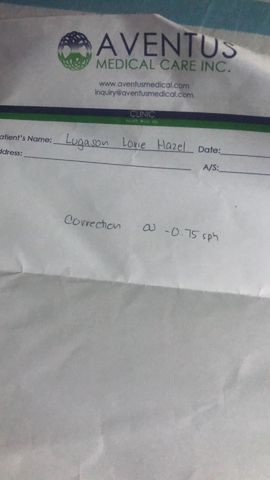 AVENTUS
MEDICAL CARE INC.
www.aventusmedical.com
inquiry@aventusmedical.com
CLINIC
atient's Name: Lugason Lovie Hazel Date:
ddress:
A/S:
Correction
-0.75 sph